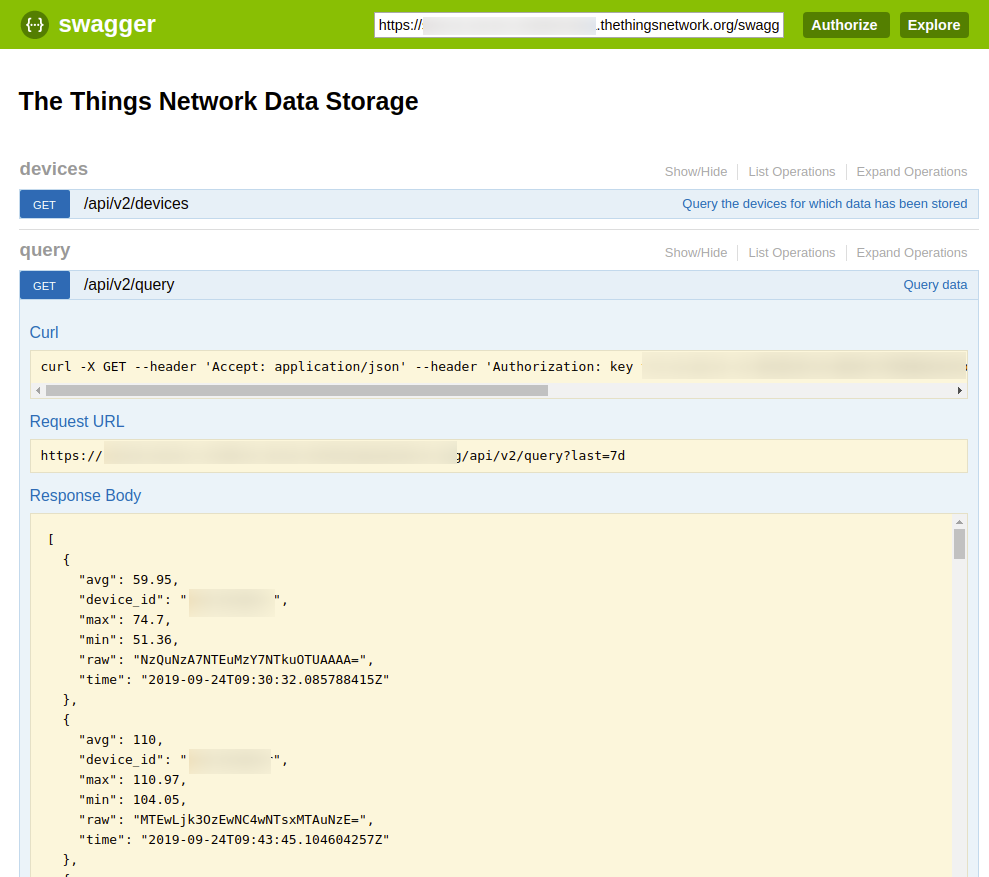 {···} swagger
https:// .thethingsnetwork.org/swagg
Authorize
Explore
The Things Network Data Storage
devices
Show/Hide | List Operations | Expand Operations
GET /api/v2/devices
Query the devices for which data has been stored
query
Show/Hide | List Operations | Expand Operations
GET /api/v2/query
Query data
Curl
curl -X GET --header 'Accept: application/json' --header 'Authorization: key
Request URL
https:// g/api/v2/query?last=7d
Response Body
[
{
"avg": 59.95,
"device_id": " ",
"max": 74.7,
"min": 51.36,
"raw": "NzQuNzA7NTEuMzY7NTkuOTUAAAA=",
"time": "2019-09-24T09:30:32.085788415Z"
},
{
"avg": 110,
"device_id": " ",
"max": 110.97,
"min": 104.05,
"raw": "MTEwLjk3OzEwNC4wNTsxMTAuNzE=",
"time": "2019-09-24T09:43:45.104604257Z"
},